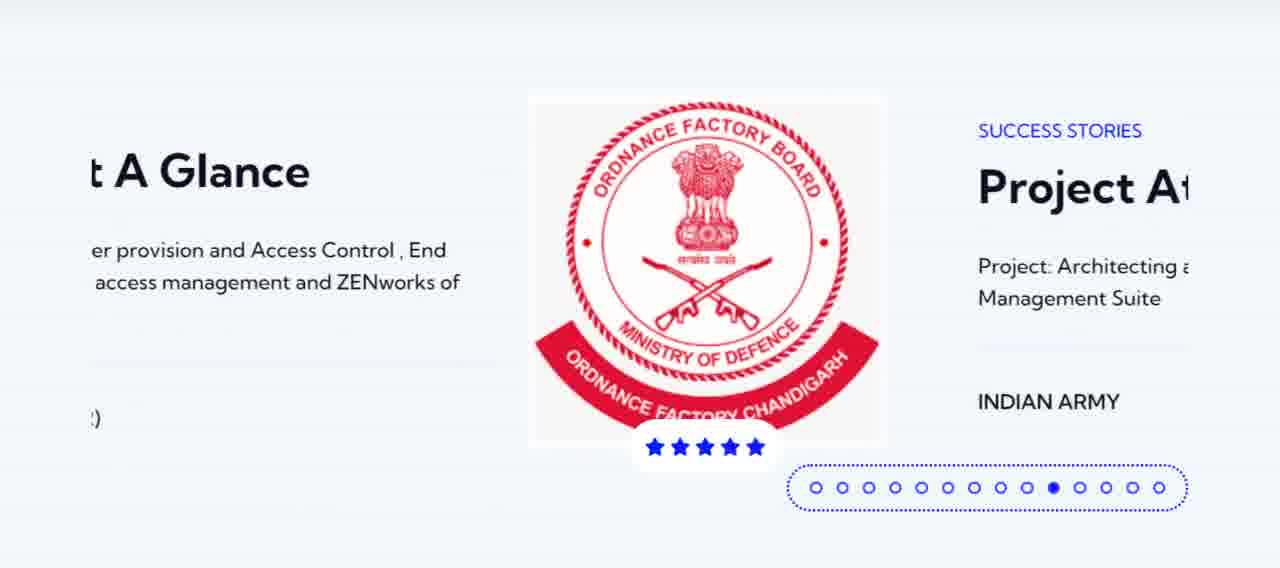 t A Glance
er provision and Access Control , End
access management and ZENworks of
)
ORDNANCE FACTORY BOARD
सत्यमेव जयते
MINISTRY OF DEFENCE
ORDNANCE FACTORY CHANDIGARH
SUCCESS STORIES
Project At
Project: Architecting a
Management Suite
INDIAN ARMY